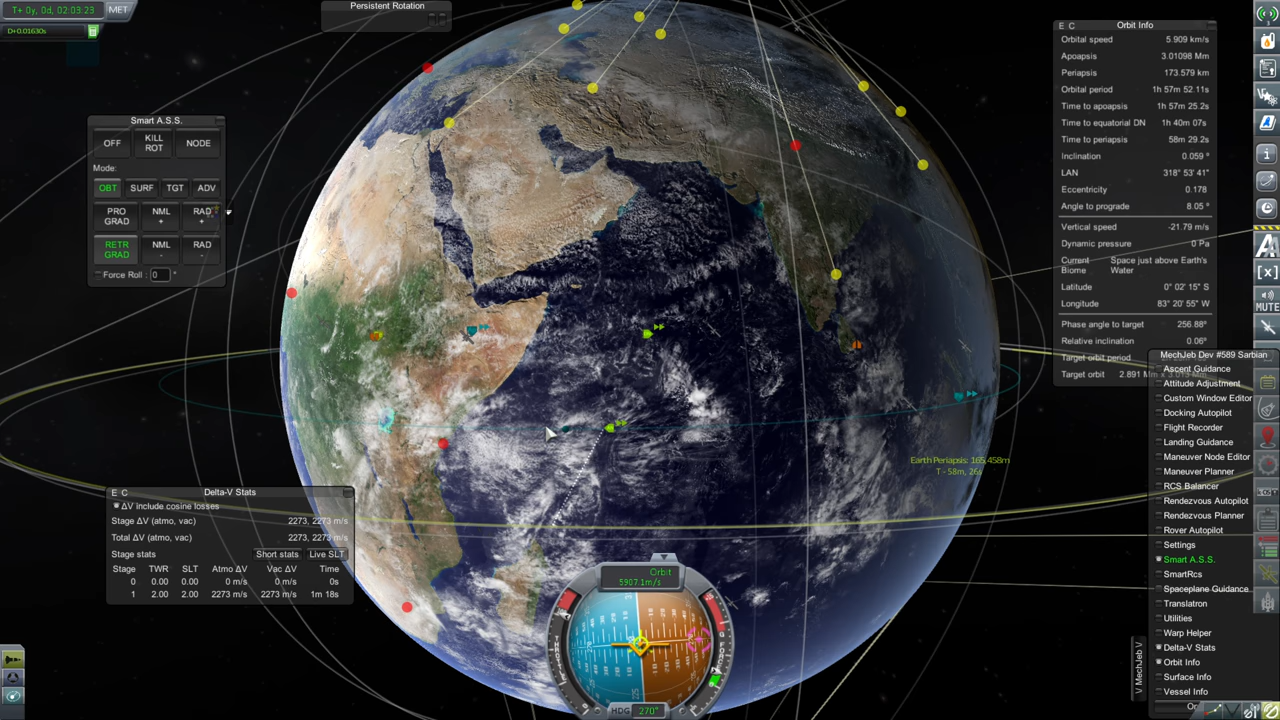 T+ 0y, 0d, 02:03:23 MET
D+0.01630s
Persistent Rotation
Smart A.S.S.
OFF KILL ROT NODE
Mode:
OBT SURF TGT ADV
PRO GRAD NML + RAD +
RETR GRAD NML - RAD -
Force Roll : 0 °
E C Delta-V Stats
ΔV include cosine losses
Stage ΔV (atmo, vac) 2273, 2273 m/s
Total ΔV (atmo, vac) 2273, 2273 m/s
Stage stats Short stats Live SLT
Stage TWR SLT Atmo ΔV Vac ΔV Time
0 0.00 0.00 0 m/s 0 m/s 0s
1 2.00 2.00 2273 m/s 2273 m/s 1m 18s
Earth Periapsis: 165,458m
T - 58m, 26s
Orbit
5907.1m/s
HDG 270°
E C Orbit Info
Orbital speed 5.909 km/s
Apoapsis 3.01098 Mm
Periapsis 173.579 km
Orbital period 1h 57m 52.11s
Time to apoapsis 1h 57m 25.2s
Time to equatorial DN 1h 40m 07s
Time to periapsis 58m 29.2s
Inclination 0.059 °
LAN 318° 53' 41"
Eccentricity 0.178
Angle to prograde 8.05 °
Vertical speed -21.79 m/s
Dynamic pressure 0 Pa
Current Biome Space just above Earth's Water
Latitude 0° 02' 15" S
Longitude 83° 20' 55" W
Phase angle to target 256.88°
Relative inclination 0.06°
Target orbit period
Target orbit 2.891 Mm x 3.013 Mm
MechJeb Dev #589 Sarbian
Ascent Guidance
Attitude Adjustment
Custom Window Editor
Docking Autopilot
Flight Recorder
Landing Guidance
Maneuver Node Editor
Maneuver Planner
RCS Balancer
Rendezvous Autopilot
Rendezvous Planner
Rover Autopilot
Settings
Smart A.S.S.
SmartRcs
Spaceplane Guidance
Translatron
Utilities
Warp Helper
Delta-V Stats
Orbit Info
Surface Info
Vessel Info
V MechJeb V
MUTE
[x]